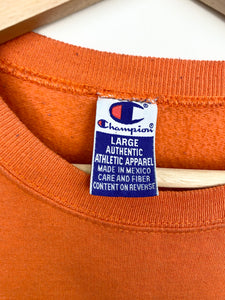 Champion
LARGE
AUTHENTIC
ATHLETIC APPAREL
MADE IN MEXICO
CARE AND FIBER
CONTENT ON REVERSE